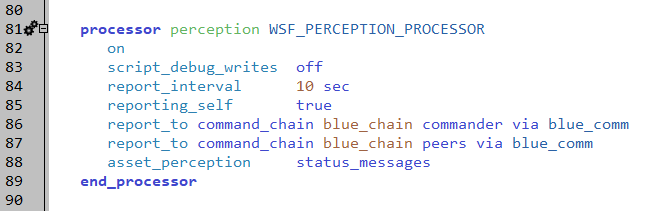 80
81 processor perception WSF_PERCEPTION_PROCESSOR
82 on
83 script_debug_writes off
84 report_interval 10 sec
85 reporting_self true
86 report_to command_chain blue_chain commander via blue_comm
87 report_to command_chain blue_chain peers via blue_comm
88 asset_perception status_messages
89 end_processor
90